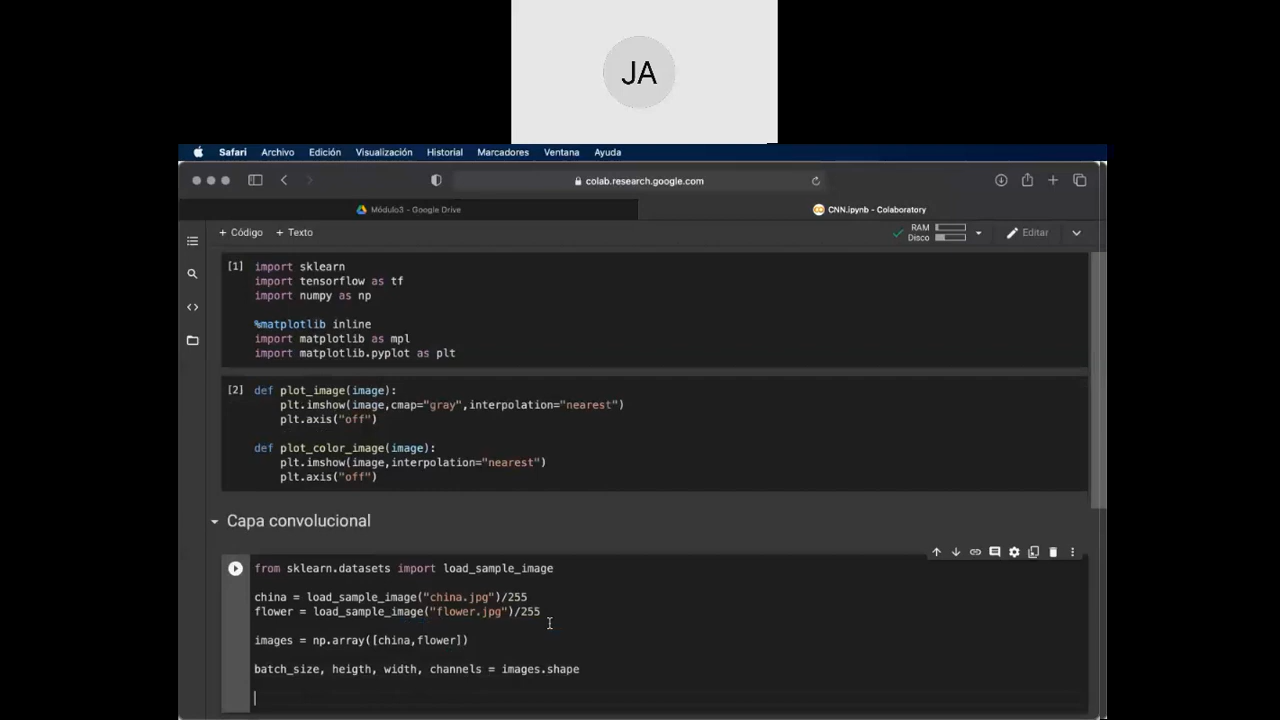 JA
Safari Archivo Edición Visualización Historial Marcadores Ventana Ayuda
colab.research.google.com
Módulo3 - Google Drive
CNN.ipynb - Colaboratory
+ Código + Texto
RAM
Disco
Editar
[1] import sklearn
import tensorflow as tf
import numpy as np
%matplotlib inline
import matplotlib as mpl
import matplotlib.pyplot as plt
[2] def plot_image(image):
plt.imshow(image,cmap="gray",interpolation="nearest")
plt.axis("off")
def plot_color_image(image):
plt.imshow(image,interpolation="nearest")
plt.axis("off")
Capa convolucional
from sklearn.datasets import load_sample_image
china = load_sample_image("china.jpg")/255
flower = load_sample_image("flower.jpg")/255
images = np.array([china,flower])
batch_size, heigth, width, channels = images.shape